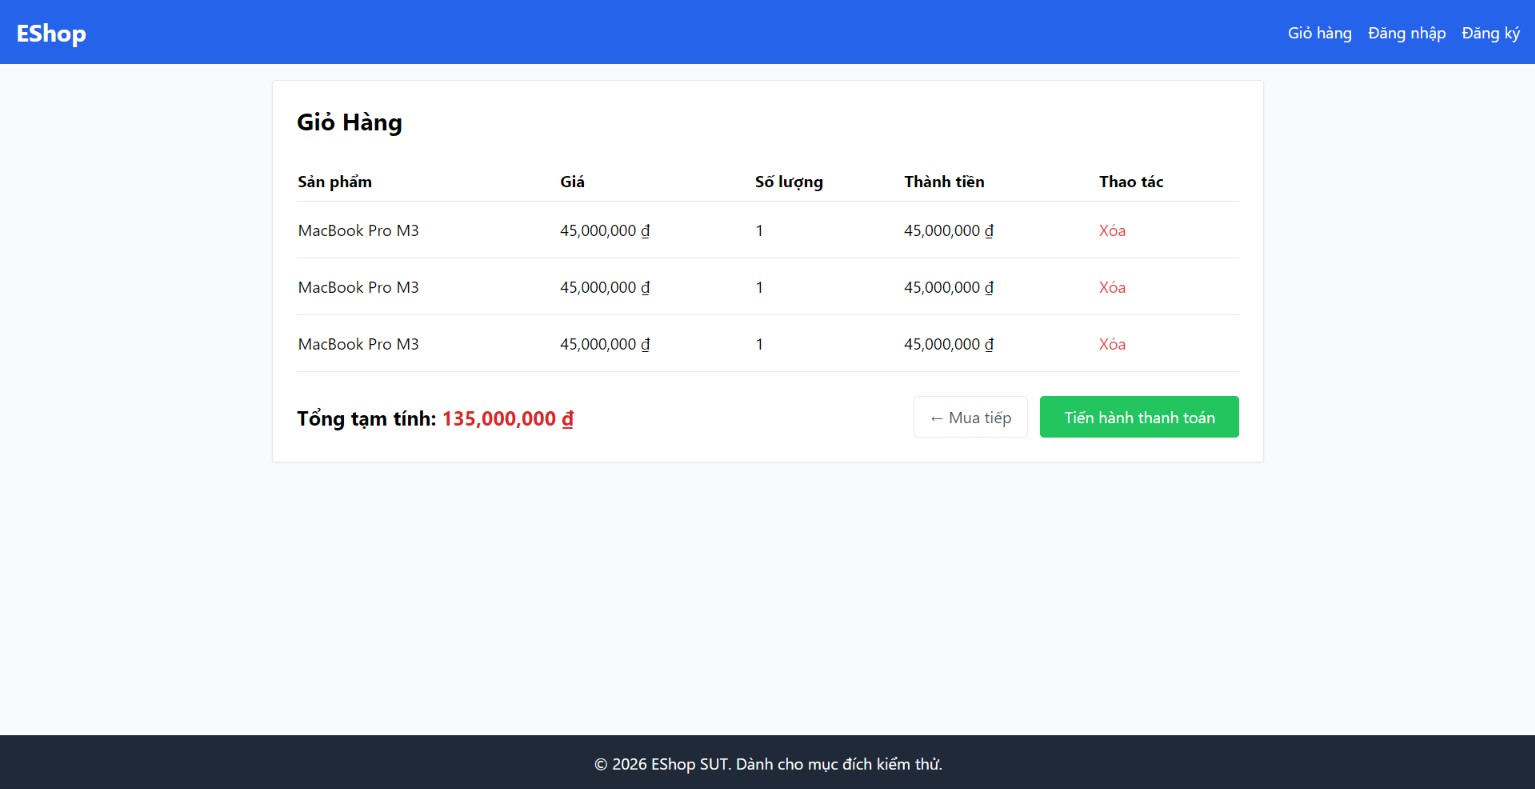 EShop
Giỏ hàng Đăng nhập Đăng ký
Giỏ Hàng
Sản phẩm Giá Số lượng Thành tiền Thao tác
MacBook Pro M3 45,000,000 ₫ 1 45,000,000 ₫ Xóa
MacBook Pro M3 45,000,000 ₫ 1 45,000,000 ₫ Xóa
MacBook Pro M3 45,000,000 ₫ 1 45,000,000 ₫ Xóa
Tổng tạm tính: 135,000,000 ₫ ← Mua tiếp Tiến hành thanh toán
© 2026 EShop SUT. Dành cho mục đích kiểm thử.